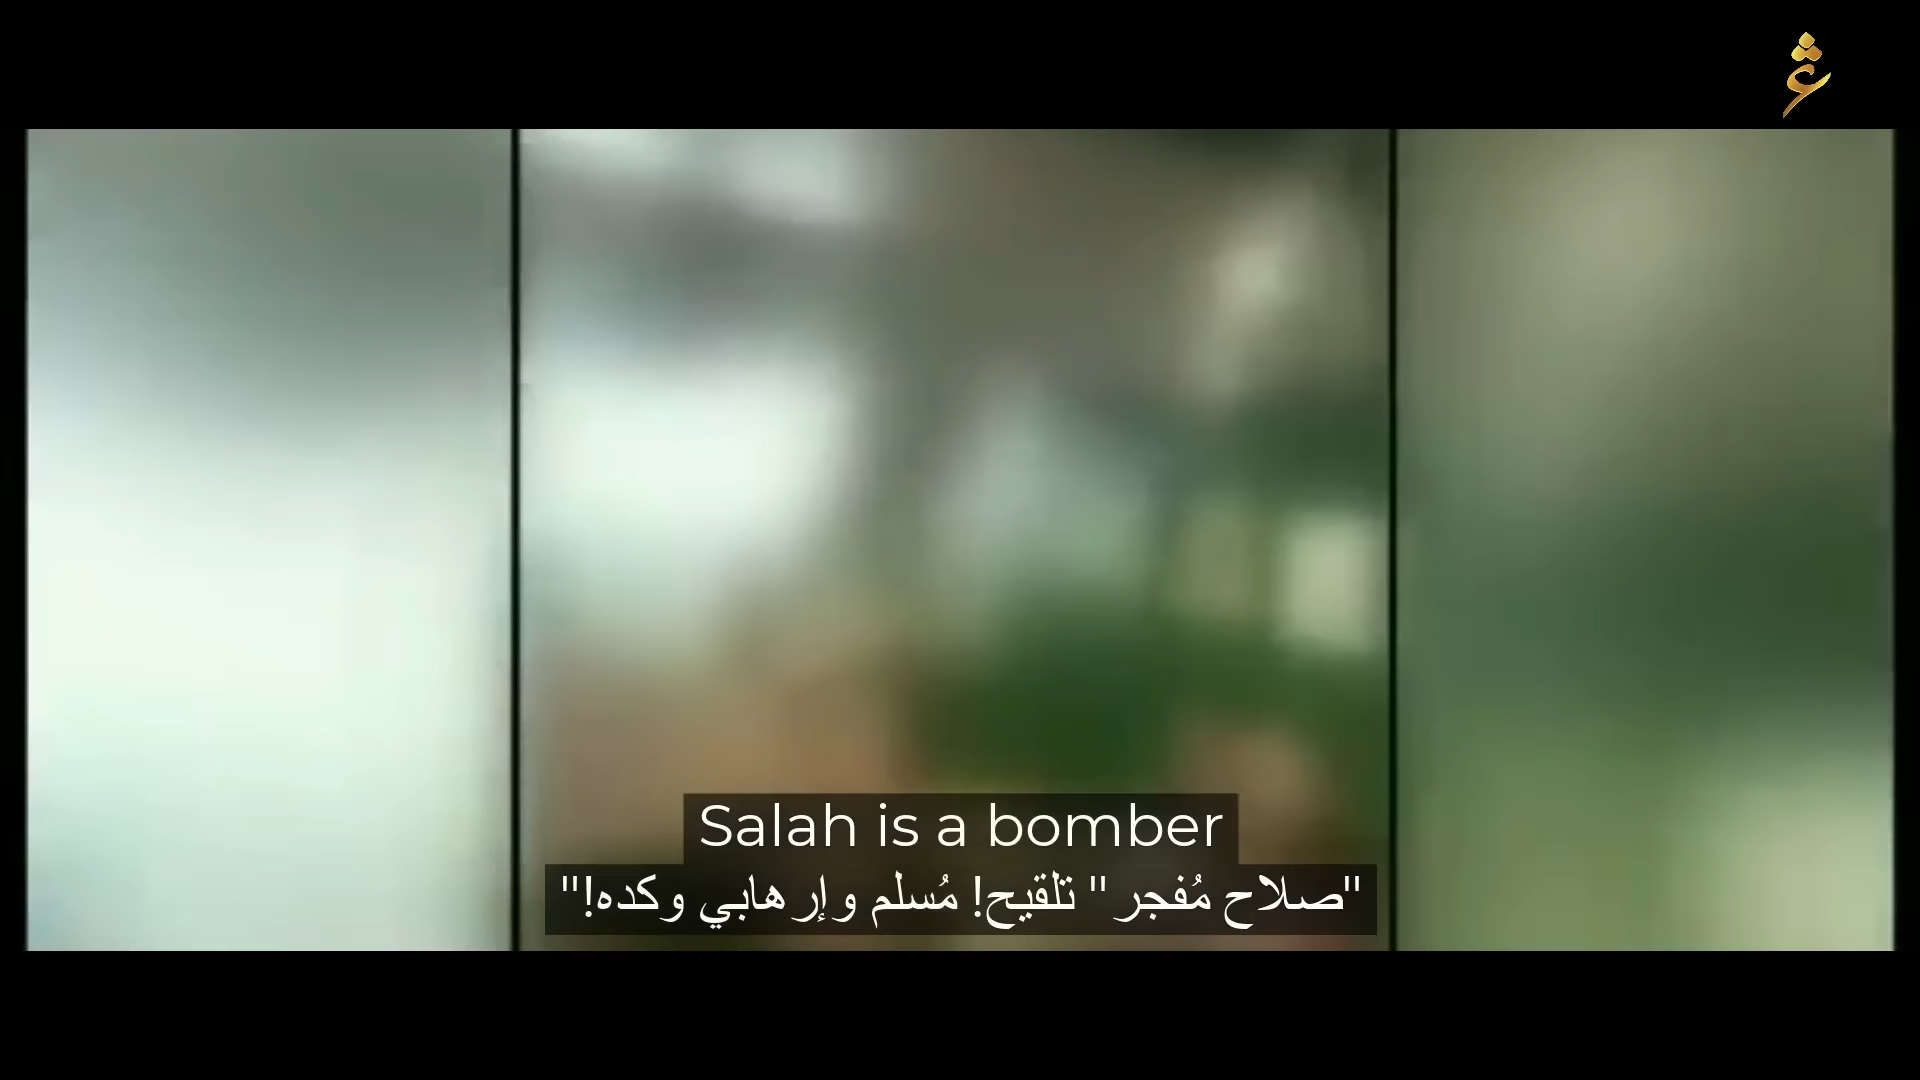 Salah is a bomber
"صلاح مُفجر " تلقيح! مُسلم وإرهابي وكده!"